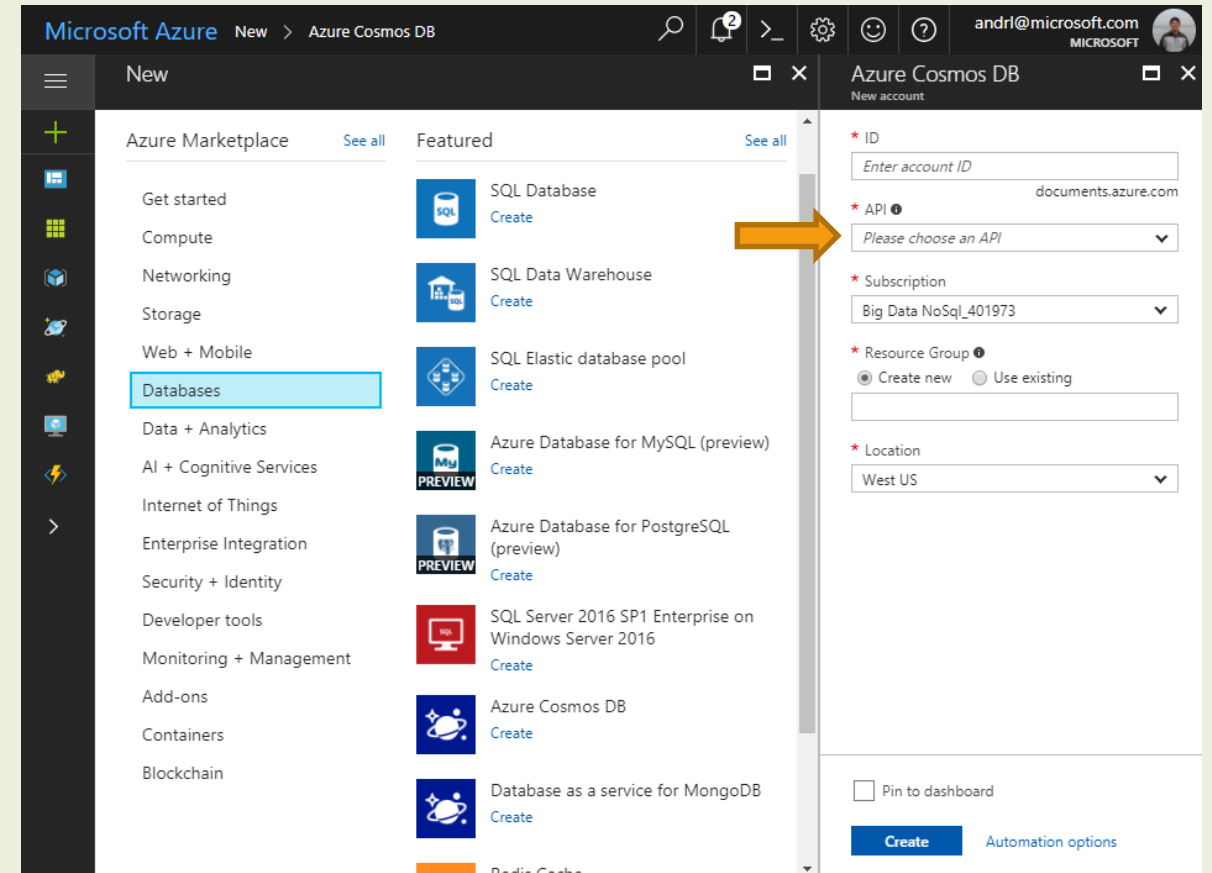 Microsoft Azure New > Azure Cosmos DB
2
>_
?
andrl@microsoft.com
MICROSOFT
New
Azure Marketplace See all
Get started
Compute
Networking
Storage
Web + Mobile
Databases
Data + Analytics
AI + Cognitive Services
Internet of Things
Enterprise Integration
Security + Identity
Developer tools
Monitoring + Management
Add-ons
Containers
Blockchain
Featured See all
SQL
SQL Database
Create
SQL
SQL Data Warehouse
Create
SQL Elastic database pool
Create
My
PREVIEW
Azure Database for MySQL (preview)
Create
PREVIEW
Azure Database for PostgreSQL
(preview)
Create
SQL
SQL Server 2016 SP1 Enterprise on
Windows Server 2016
Create
Azure Cosmos DB
Create
Database as a service for MongoDB
Create
Redis Cache
Azure Cosmos DB
New account
* ID
Enter account ID
documents.azure.com
* API
Please choose an API
* Subscription
Big Data NoSql_401973
* Resource Group
Create new Use existing
* Location
West US
Pin to dashboard
Create Automation options